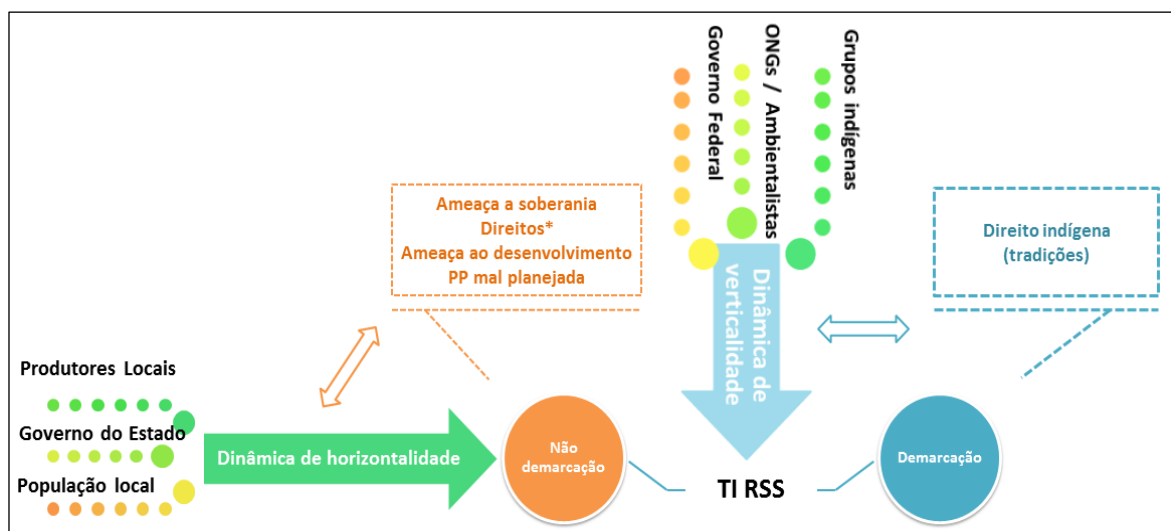 Governo Federal
ONGs / Ambientalistas
Grupos indígenas
Ameaça a soberania
Direitos*
Ameaça ao desenvolvimento
PP mal planejada
Direito indígena
(tradições)
Dinâmica de
verticalidade
Produtores Locais
Governo do Estado
População local
Dinâmica de horizontalidade
Não
demarcação
TI RSS
Demarcação